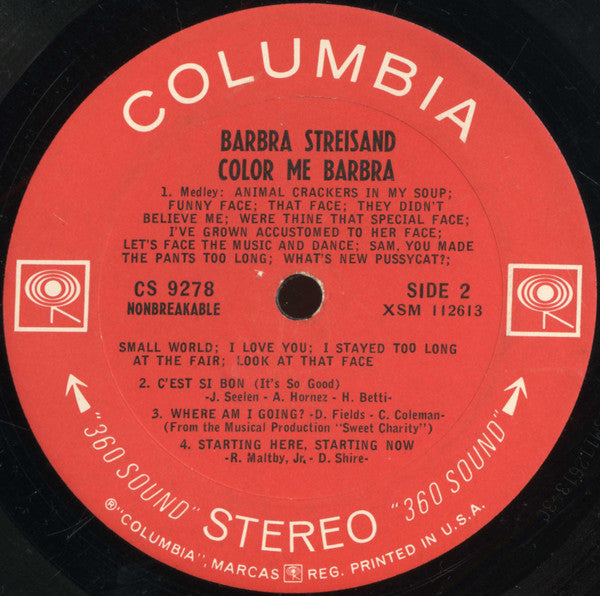 COLUMBIA
BARBRA STREISAND
COLOR ME BARBRA
1. Medley: ANIMAL CRACKERS IN MY SOUP;
FUNNY FACE; THAT FACE; THEY DIDN'T
BELIEVE ME; WERE THINE THAT SPECIAL FACE;
I'VE GROWN ACCUSTOMED TO HER FACE;
LET'S FACE THE MUSIC AND DANCE; SAM, YOU MADE
THE PANTS TOO LONG; WHAT'S NEW PUSSYCAT?;
CS 9278
NONBREAKABLE
SIDE 2
XSM 112613
SMALL WORLD; I LOVE YOU; I STAYED TOO LONG
AT THE FAIR; LOOK AT THAT FACE
2. C'EST SI BON (It's So Good)
-J. Seelen - A. Hornez - H. Betti-
3. WHERE AM I GOING? -D. Fields - C. Coleman-
(From the Musical Production "Sweet Charity")
4. STARTING HERE, STARTING NOW
-R. Maltby, Jr. - D. Shire-
"360 SOUND" STEREO "360 SOUND"
®"COLUMBIA", MARCAS REG. PRINTED IN U.S.A.